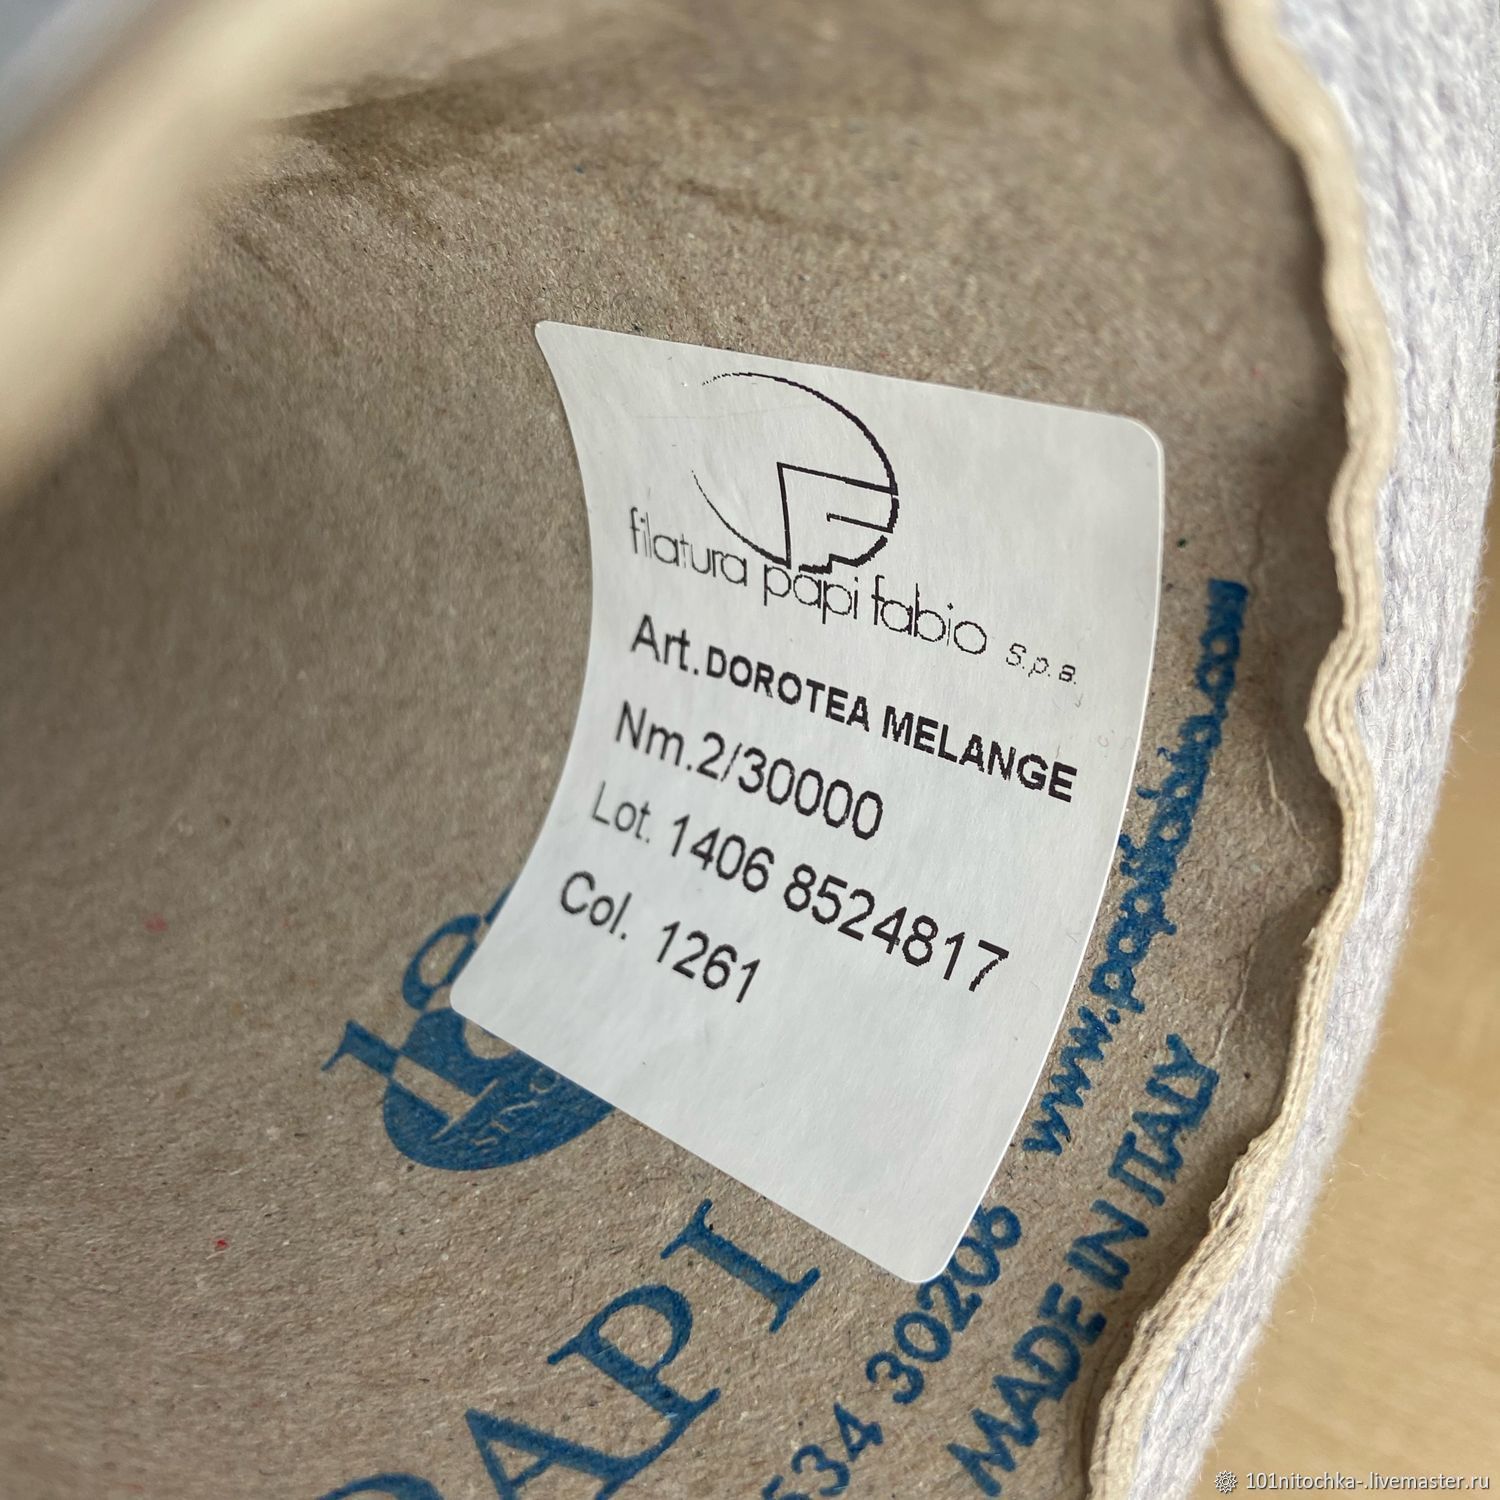 filatura papi fabio s.p.a.
Art.DOROTEA MELANGE
Nm.2/30000
Lot. 1406 8524817
Col. 1261
www.papifabio.com
MADE IN ITALY
534 30206
PAPI
101nitochka-.livemaster.ru